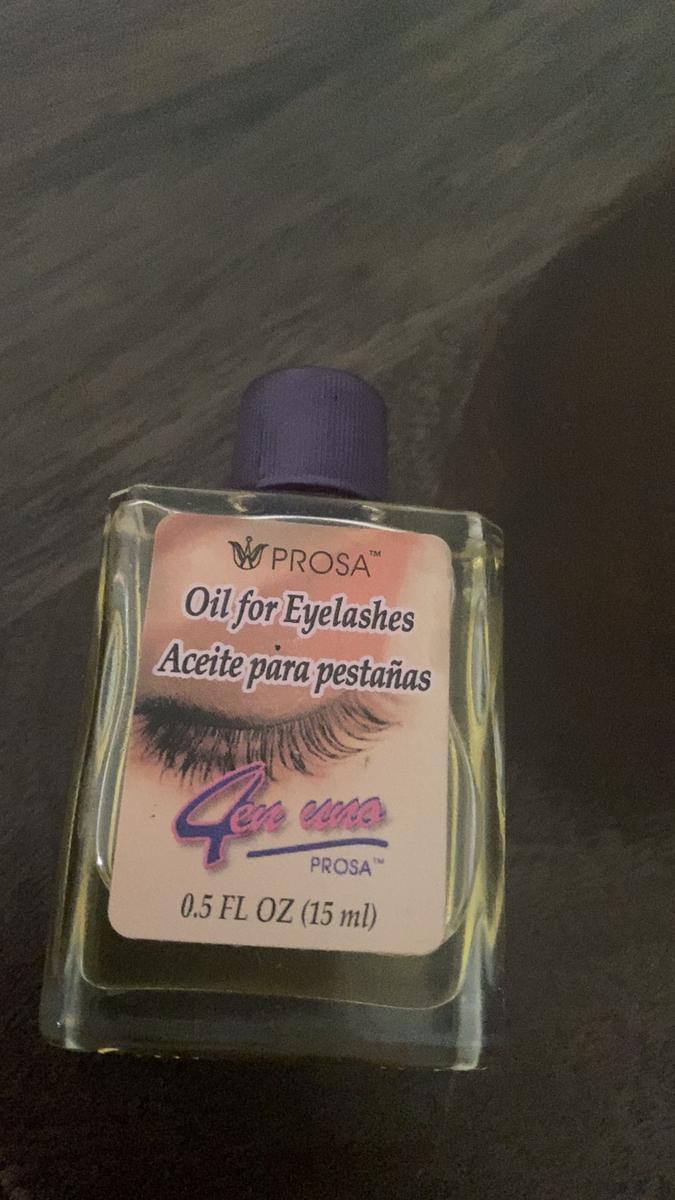 PROSA™
Oil for Eyelashes
Aceite para pestañas
4en uno
PROSA™
0.5 FL OZ (15 ml)